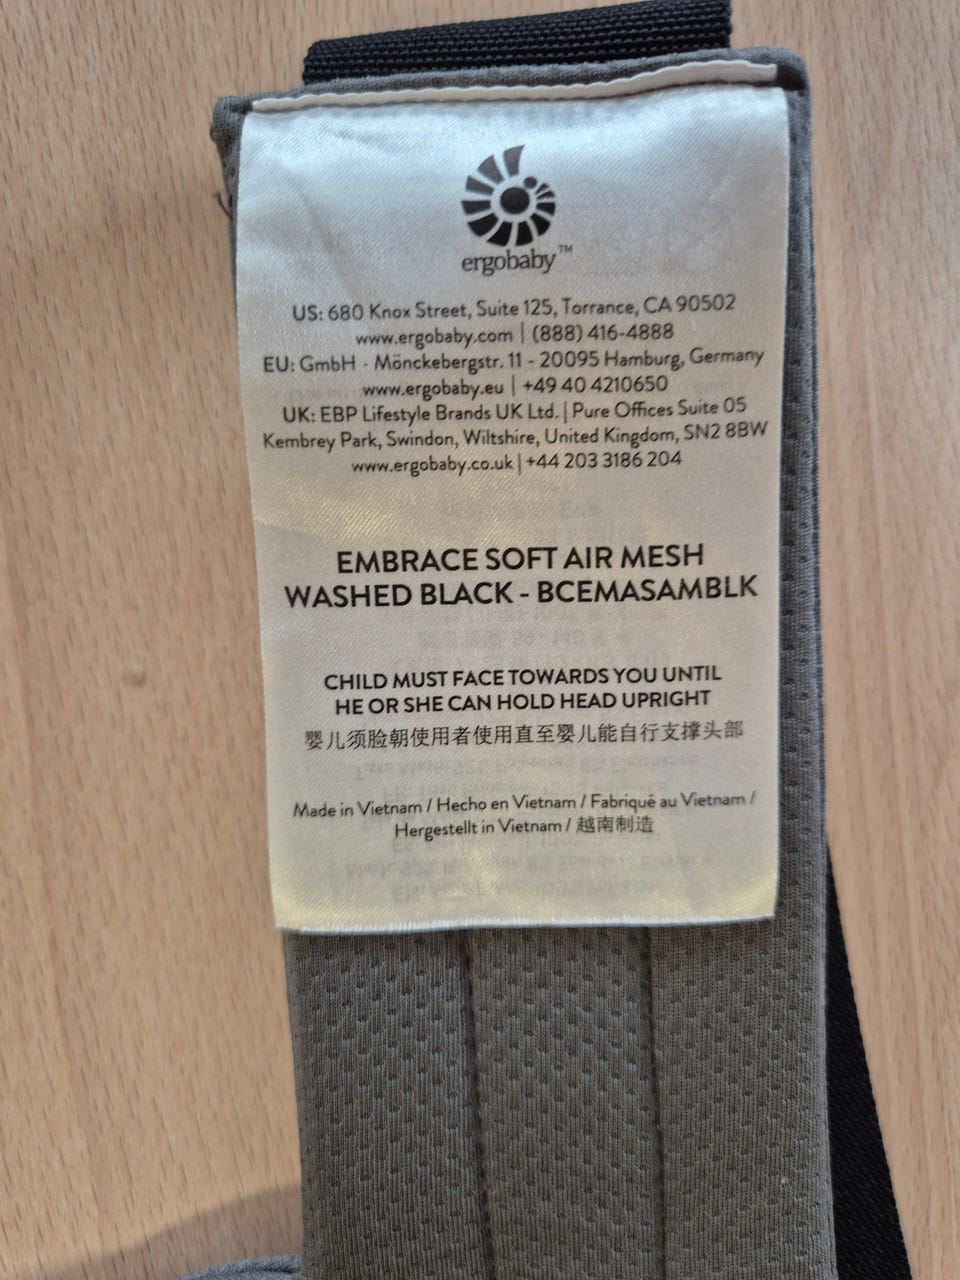 ergobaby™
US: 680 Knox Street, Suite 125, Torrance, CA 90502
www.ergobaby.com | (888) 416-4888
EU: GmbH - Mönckebergstr. 11 - 20095 Hamburg, Germany
www.ergobaby.eu | +49 40 4210650
UK: EBP Lifestyle Brands UK Ltd. | Pure Offices Suite 05
Kembrey Park, Swindon, Wiltshire, United Kingdom, SN2 8BW
www.ergobaby.co.uk | +44 203 3186 204
EMBRACE SOFT AIR MESH
WASHED BLACK - BCEMASAMBLK
CHILD MUST FACE TOWARDS YOU UNTIL
HE OR SHE CAN HOLD HEAD UPRIGHT
婴儿须脸朝使用者使用直至婴儿能自行支撑头部
Made in Vietnam / Hecho en Vietnam / Fabriqué au Vietnam /
Hergestellt in Vietnam / 越南制造